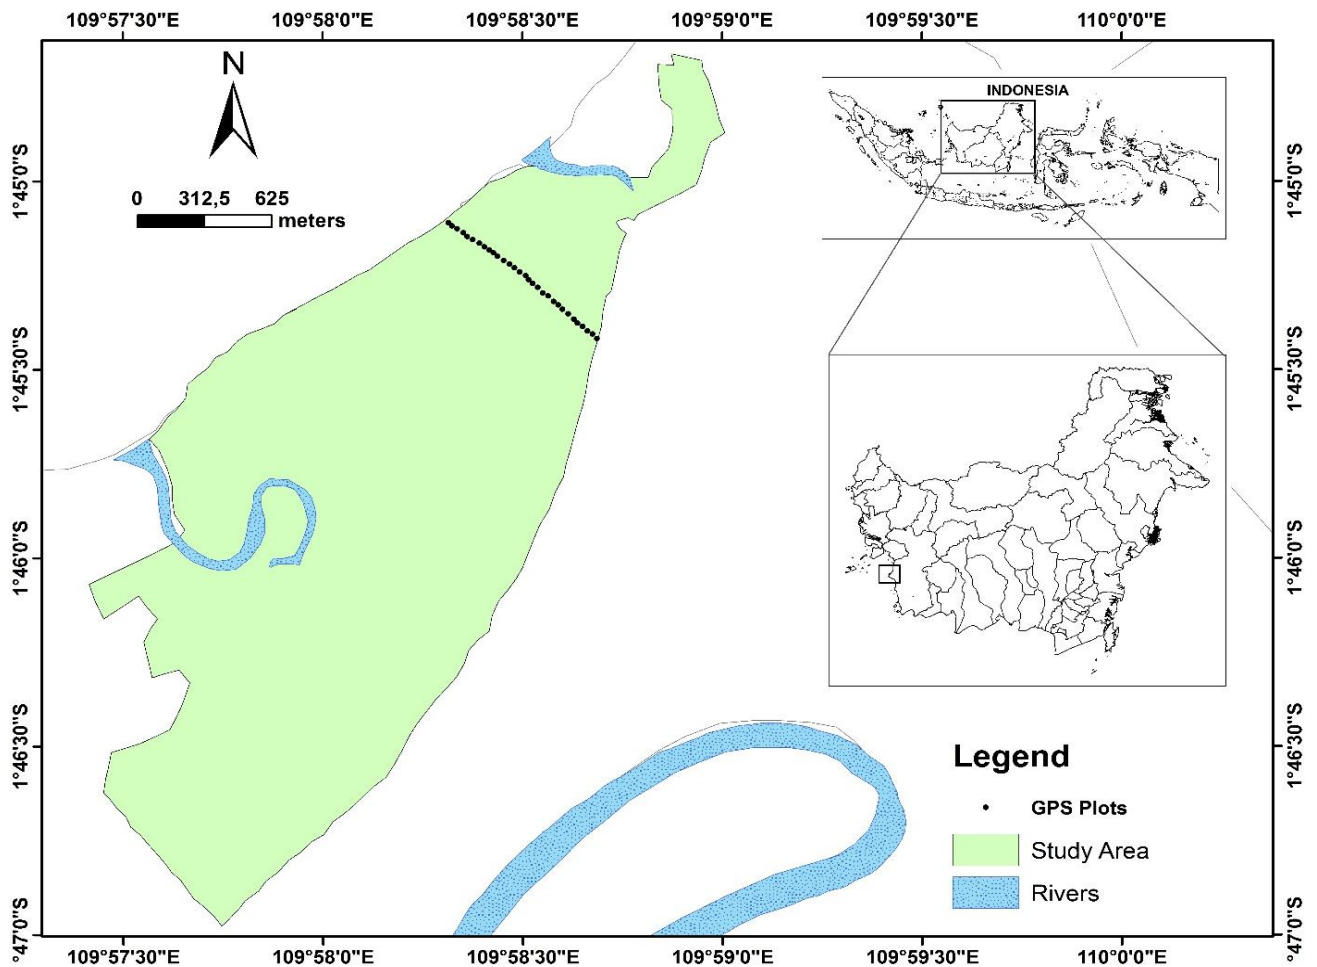 109°57'30"E 109°58'0"E 109°58'30"E 109°59'0"E 109°59'30"E 110°0'0"E
N
INDONESIA
0 312,5 625
meters
1°45'0"S 1°45'0"S
1°45'30"S 1°45'30"S
1°46'0"S 1°46'0"S
1°46'30"S 1°46'30"S
Legend
GPS Plots
Study Area
Rivers
°47'0"S °47'0"S
109°57'30"E 109°58'0"E 109°58'30"E 109°59'0"E 109°59'30"E 110°0'0"E